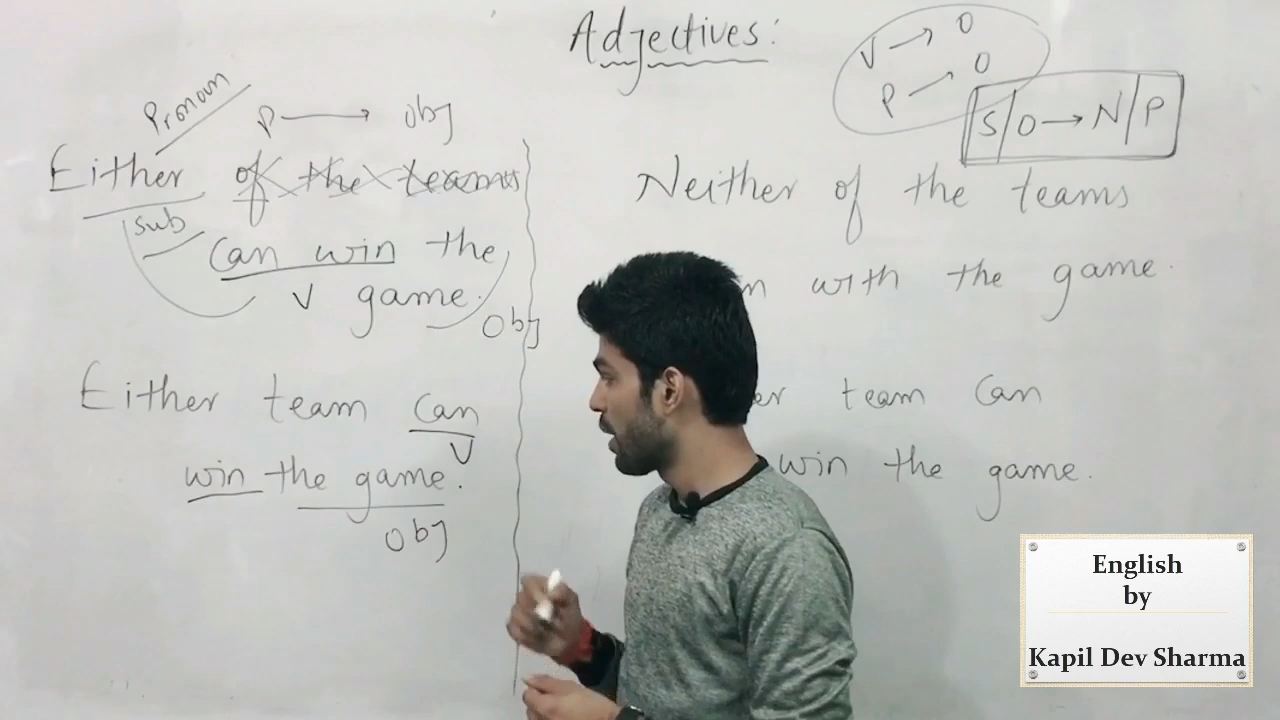 Adjectives:
V → O
P → O
S/O → N/P
Pronoun
P → Obj
Either of the teams
Sub
Can win the
V game.
Obj
Either team Can
V
win the game.
Obj
Neither of the teams
with the game.
team Can
win the game.
English
by
Kapil Dev Sharma